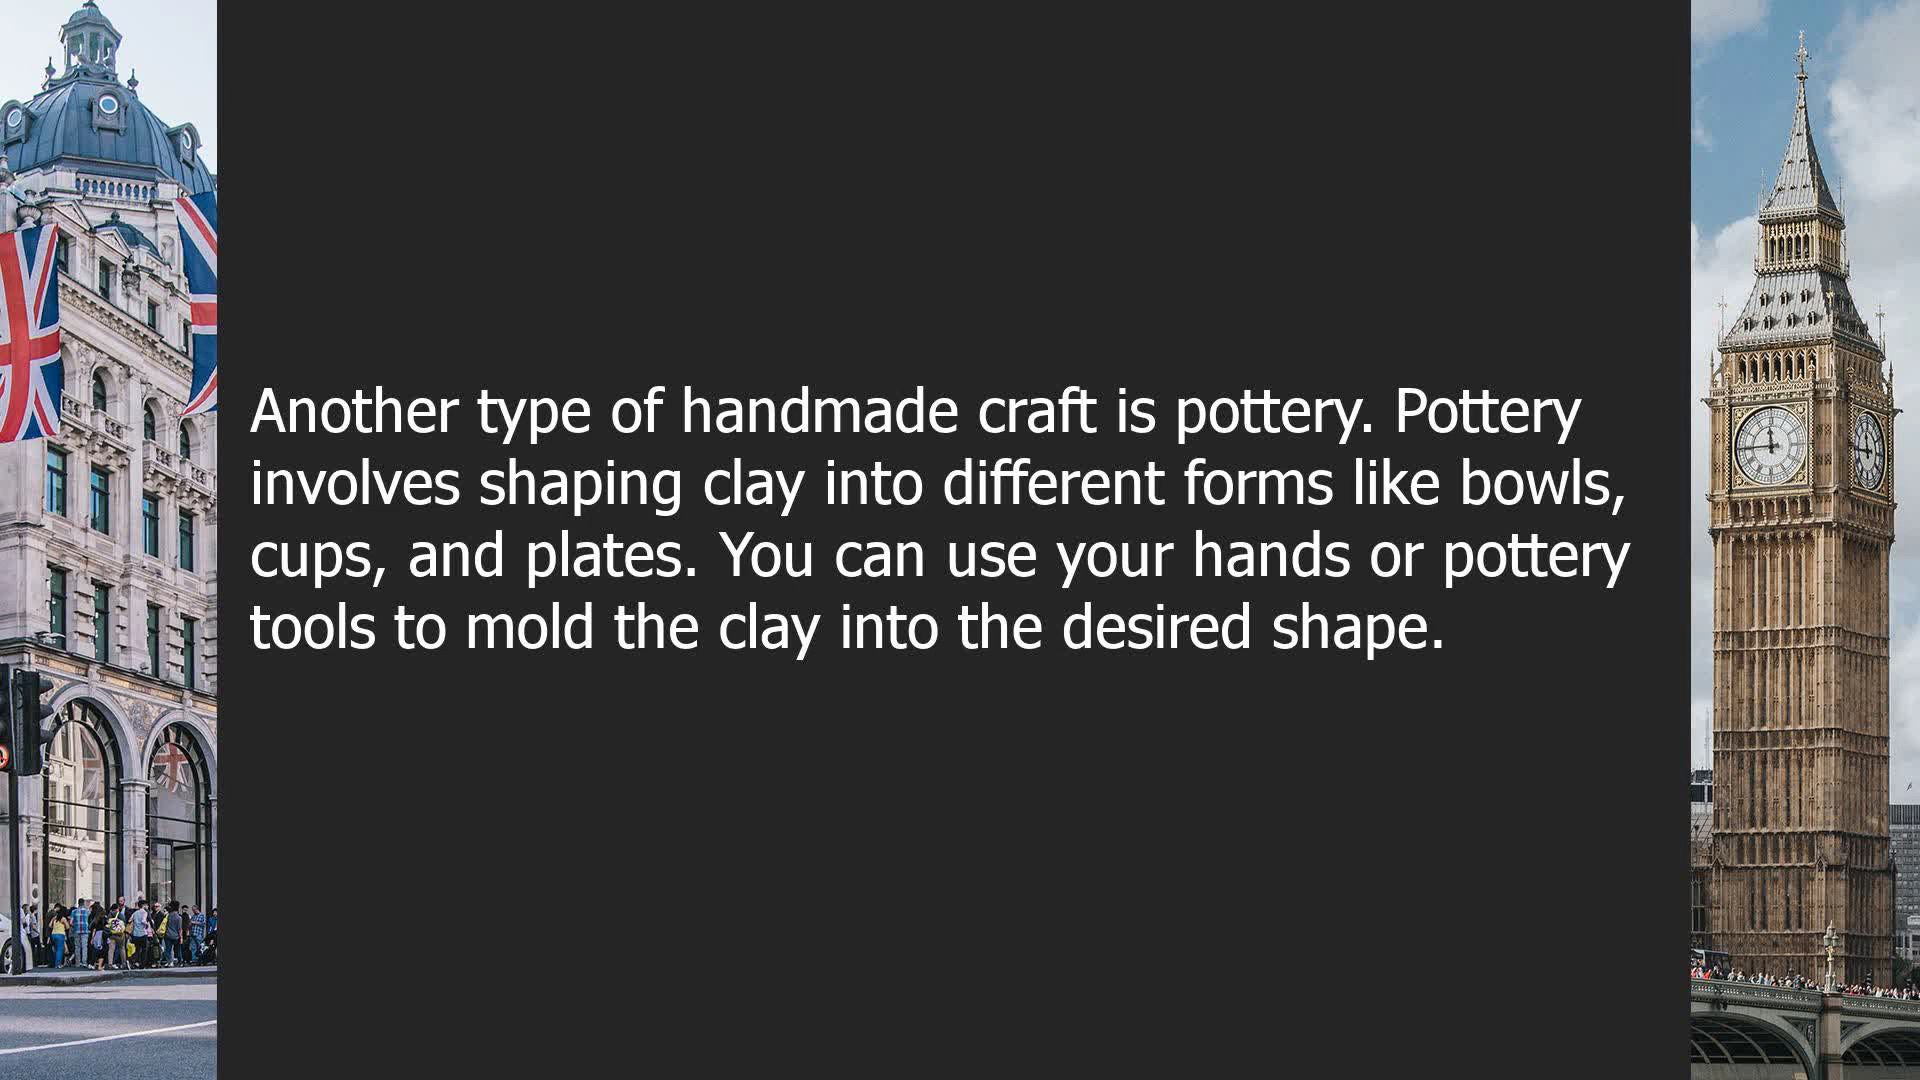 Another type of handmade craft is pottery. Pottery
involves shaping clay into different forms like bowls,
cups, and plates. You can use your hands or pottery
tools to mold the clay into the desired shape.